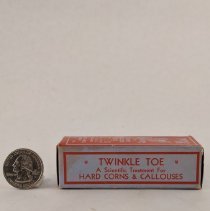 TWINKLE TOE
A Scientific Treatment For
HARD CORNS & CALLOUSES